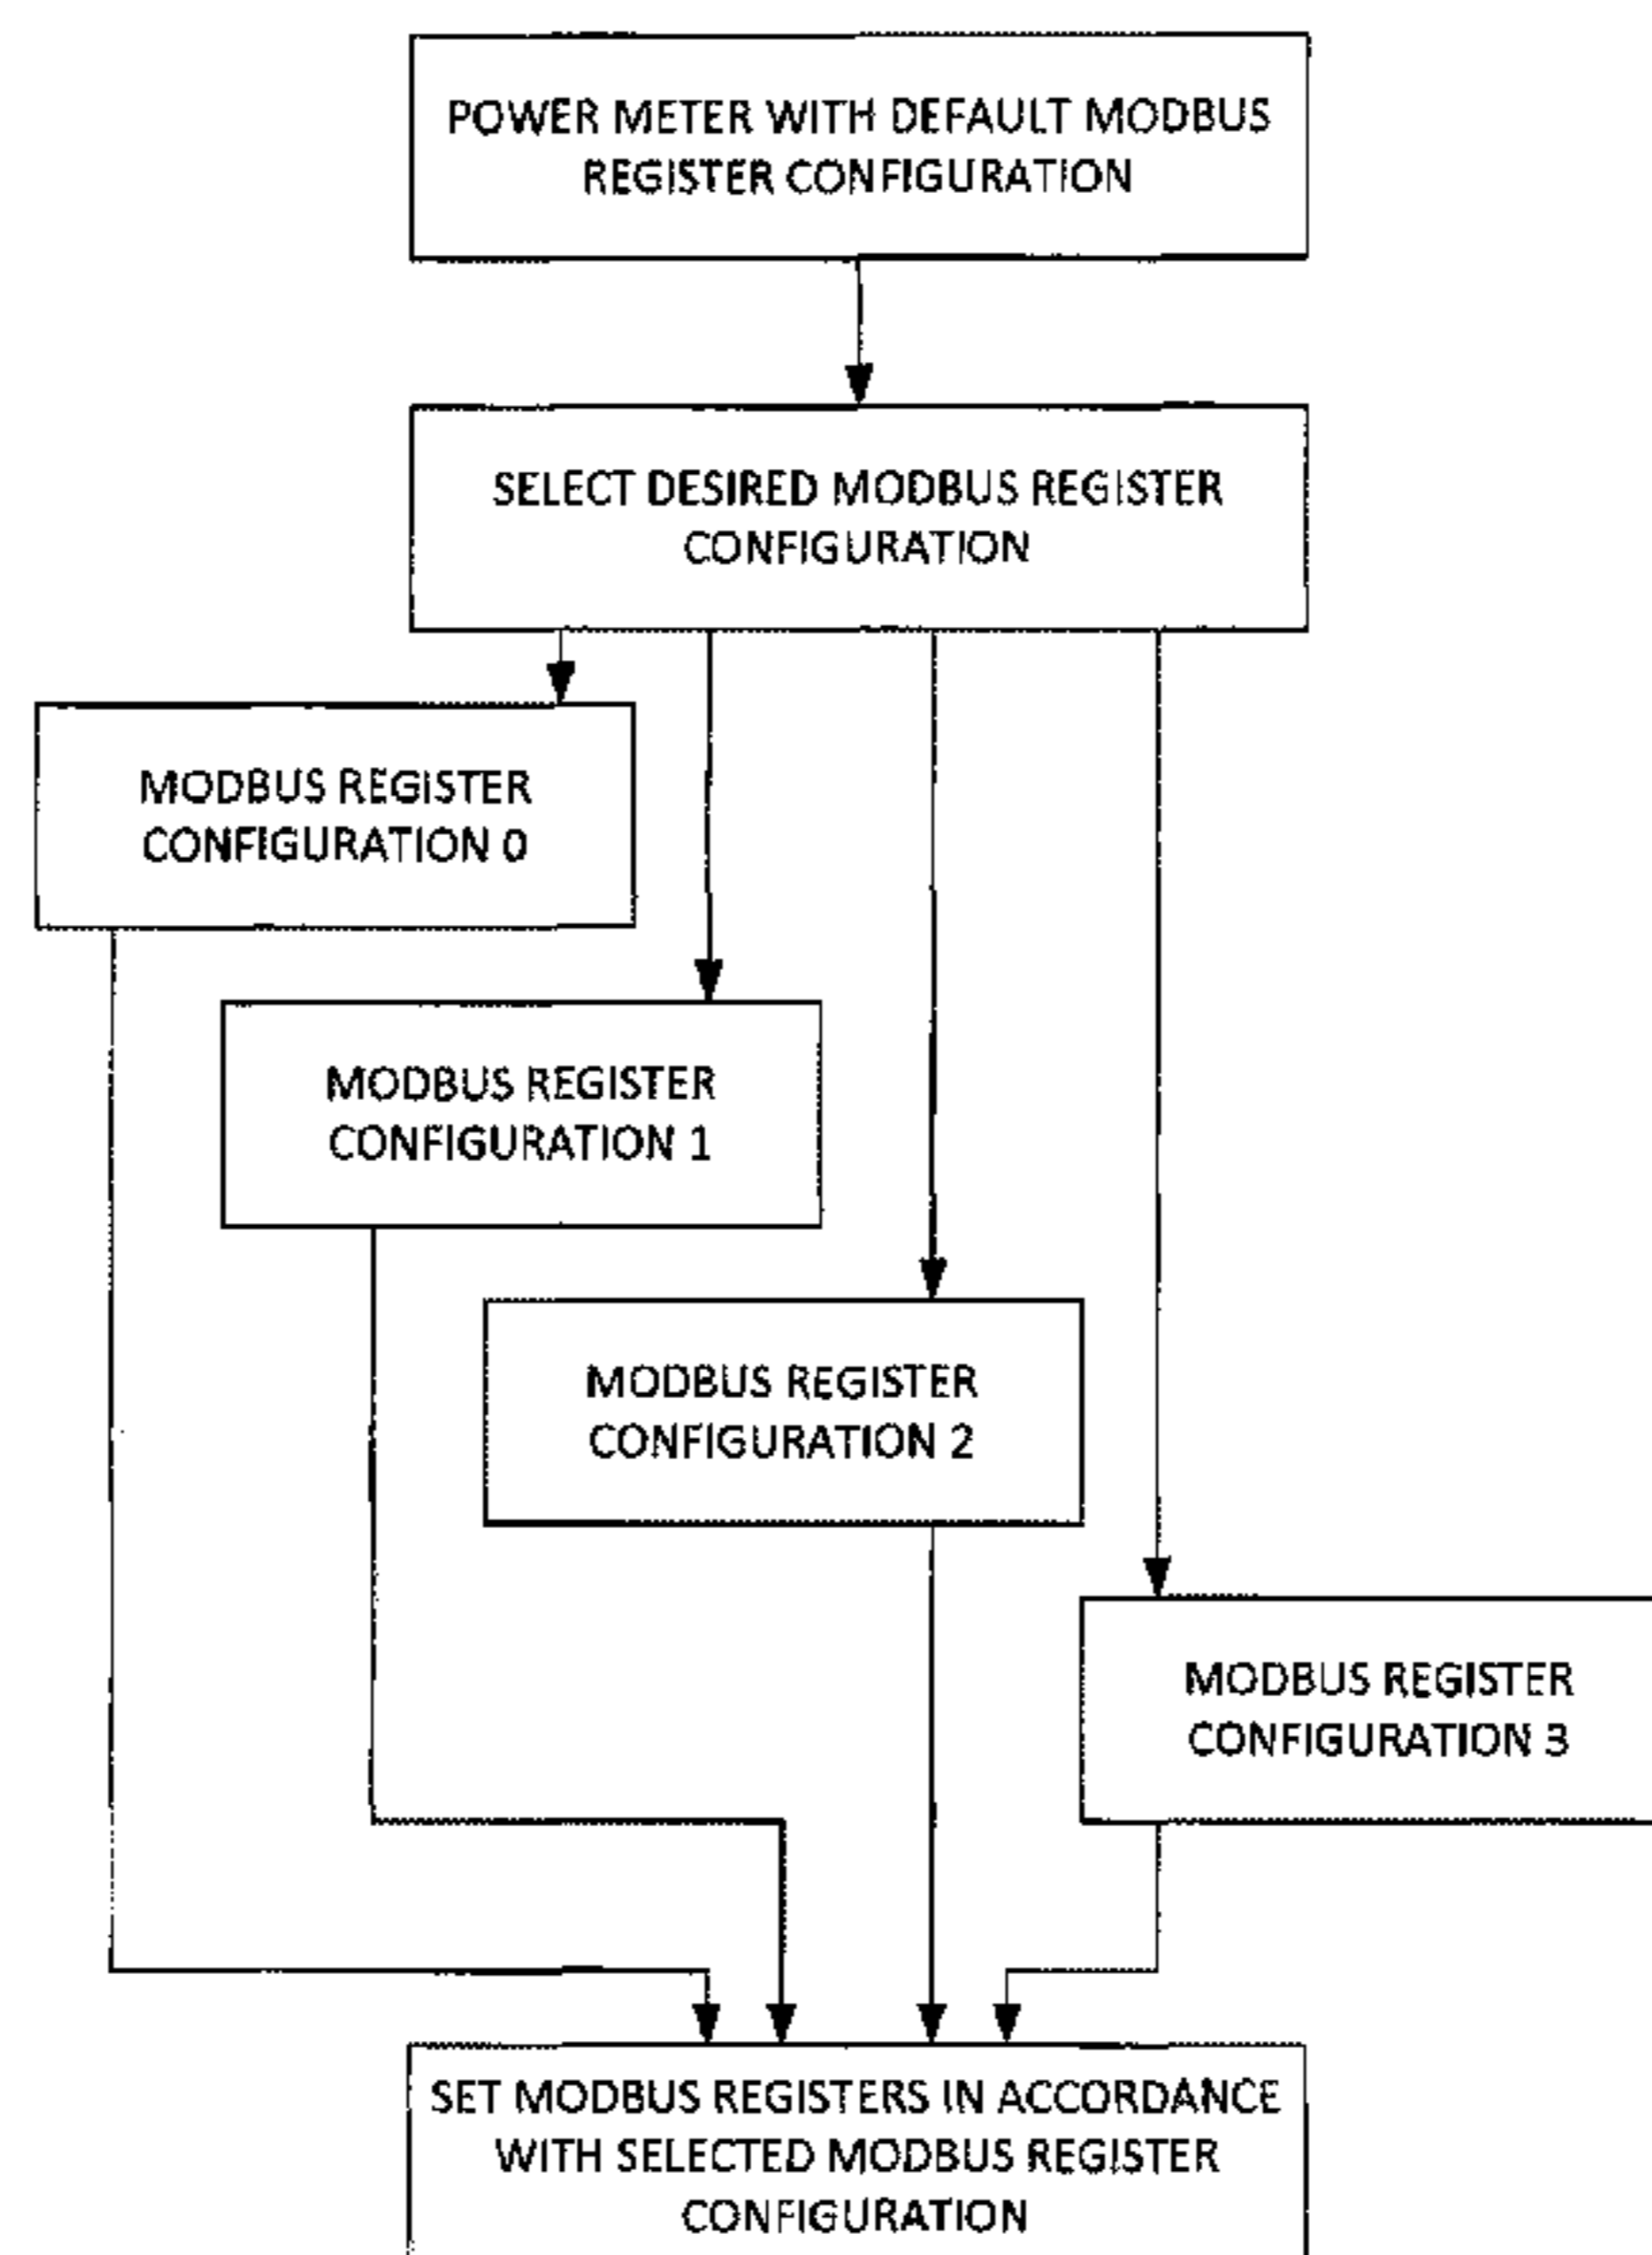 POWER METER WITH DEFAULT MODBUS
REGISTER CONFIGURATION
SELECT DESIRED MODBUS REGISTER
CONFIGURATION
MODBUS REGISTER
CONFIGURATION 0
MODBUS REGISTER
CONFIGURATION 1
MODBUS REGISTER
CONFIGURATION 2
MODBUS REGISTER
CONFIGURATION 3
SET MODBUS REGISTERS IN ACCORDANCE
WITH SELECTED MODBUS REGISTER
CONFIGURATION